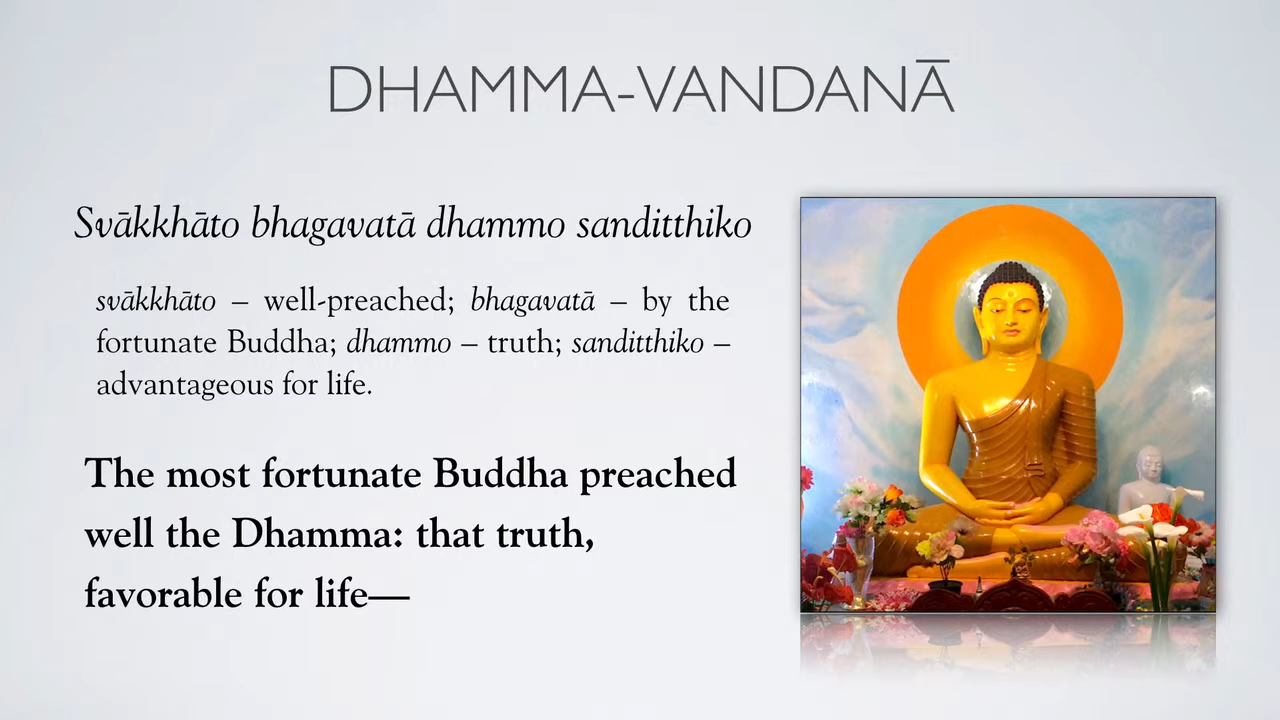 DHAMMA-VANDANĀ
Svākkhāto bhagavatā dhammo sanditthiko
svākkhāto – well-preached; bhagavatā – by the
fortunate Buddha; dhammo – truth; sanditthiko –
advantageous for life.
The most fortunate Buddha preached
well the Dhamma: that truth,
favorable for life—